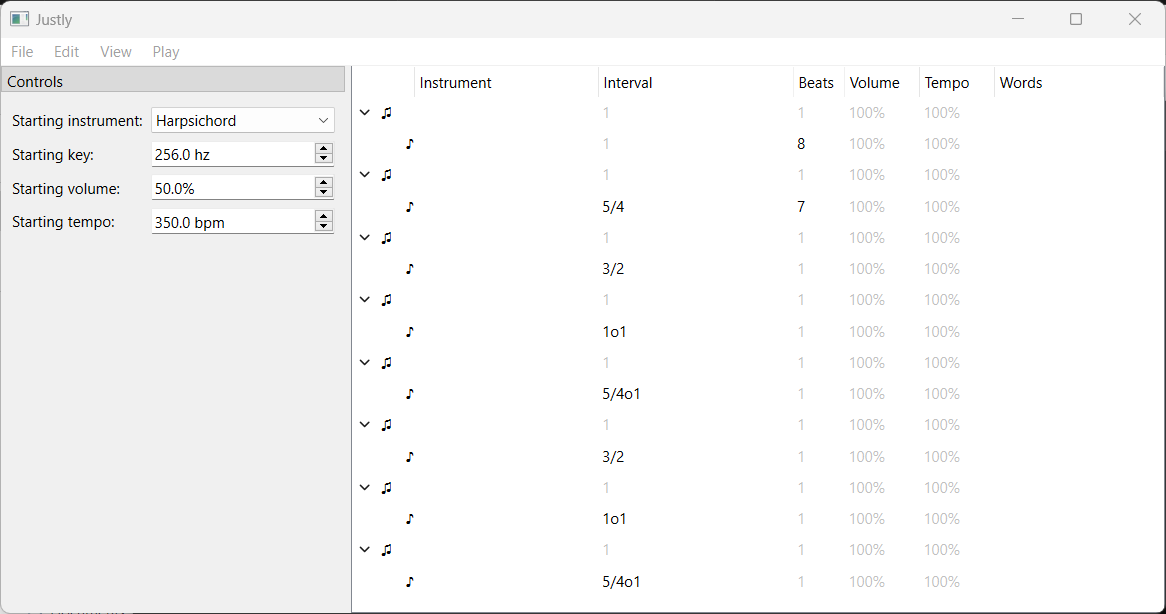 Justly
File Edit View Play
Controls
Starting instrument: Harpsichord
Starting key: 256.0 hz
Starting volume: 50.0%
Starting tempo: 350.0 bpm
Instrument Interval Beats Volume Tempo Words
1 1 100% 100%
1 8 100% 100%
1 1 100% 100%
5/4 7 100% 100%
1 1 100% 100%
3/2 1 100% 100%
1 1 100% 100%
1o1 1 100% 100%
1 1 100% 100%
5/4o1 1 100% 100%
1 1 100% 100%
3/2 1 100% 100%
1 1 100% 100%
1o1 1 100% 100%
1 1 100% 100%
5/4o1 1 100% 100%